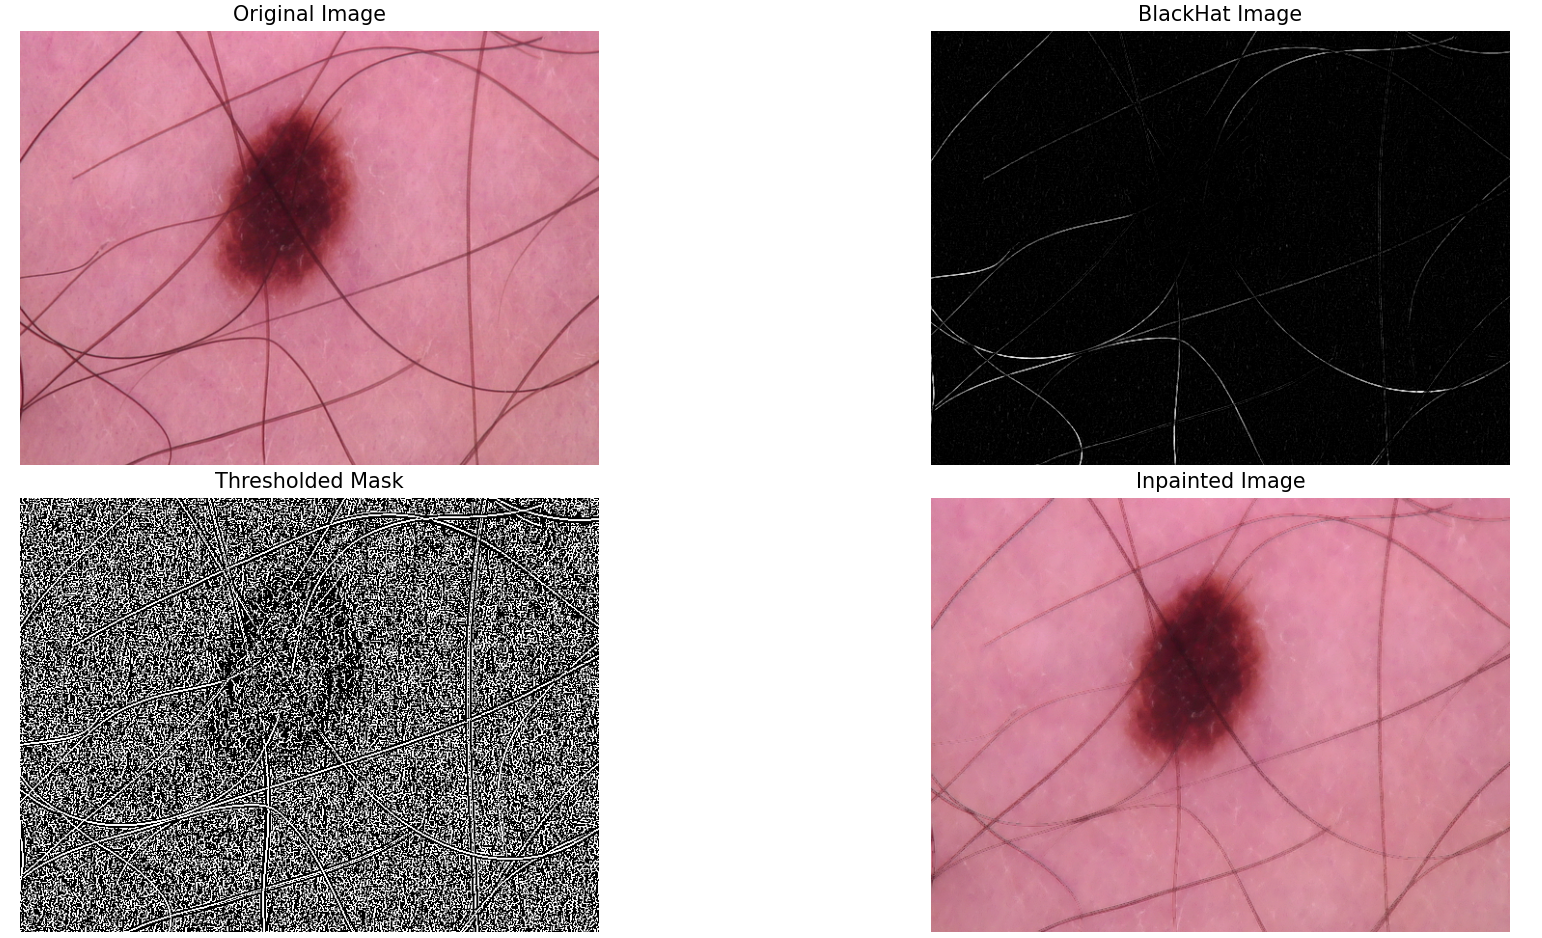 Original Image
BlackHat Image
Thresholded Mask
Inpainted Image